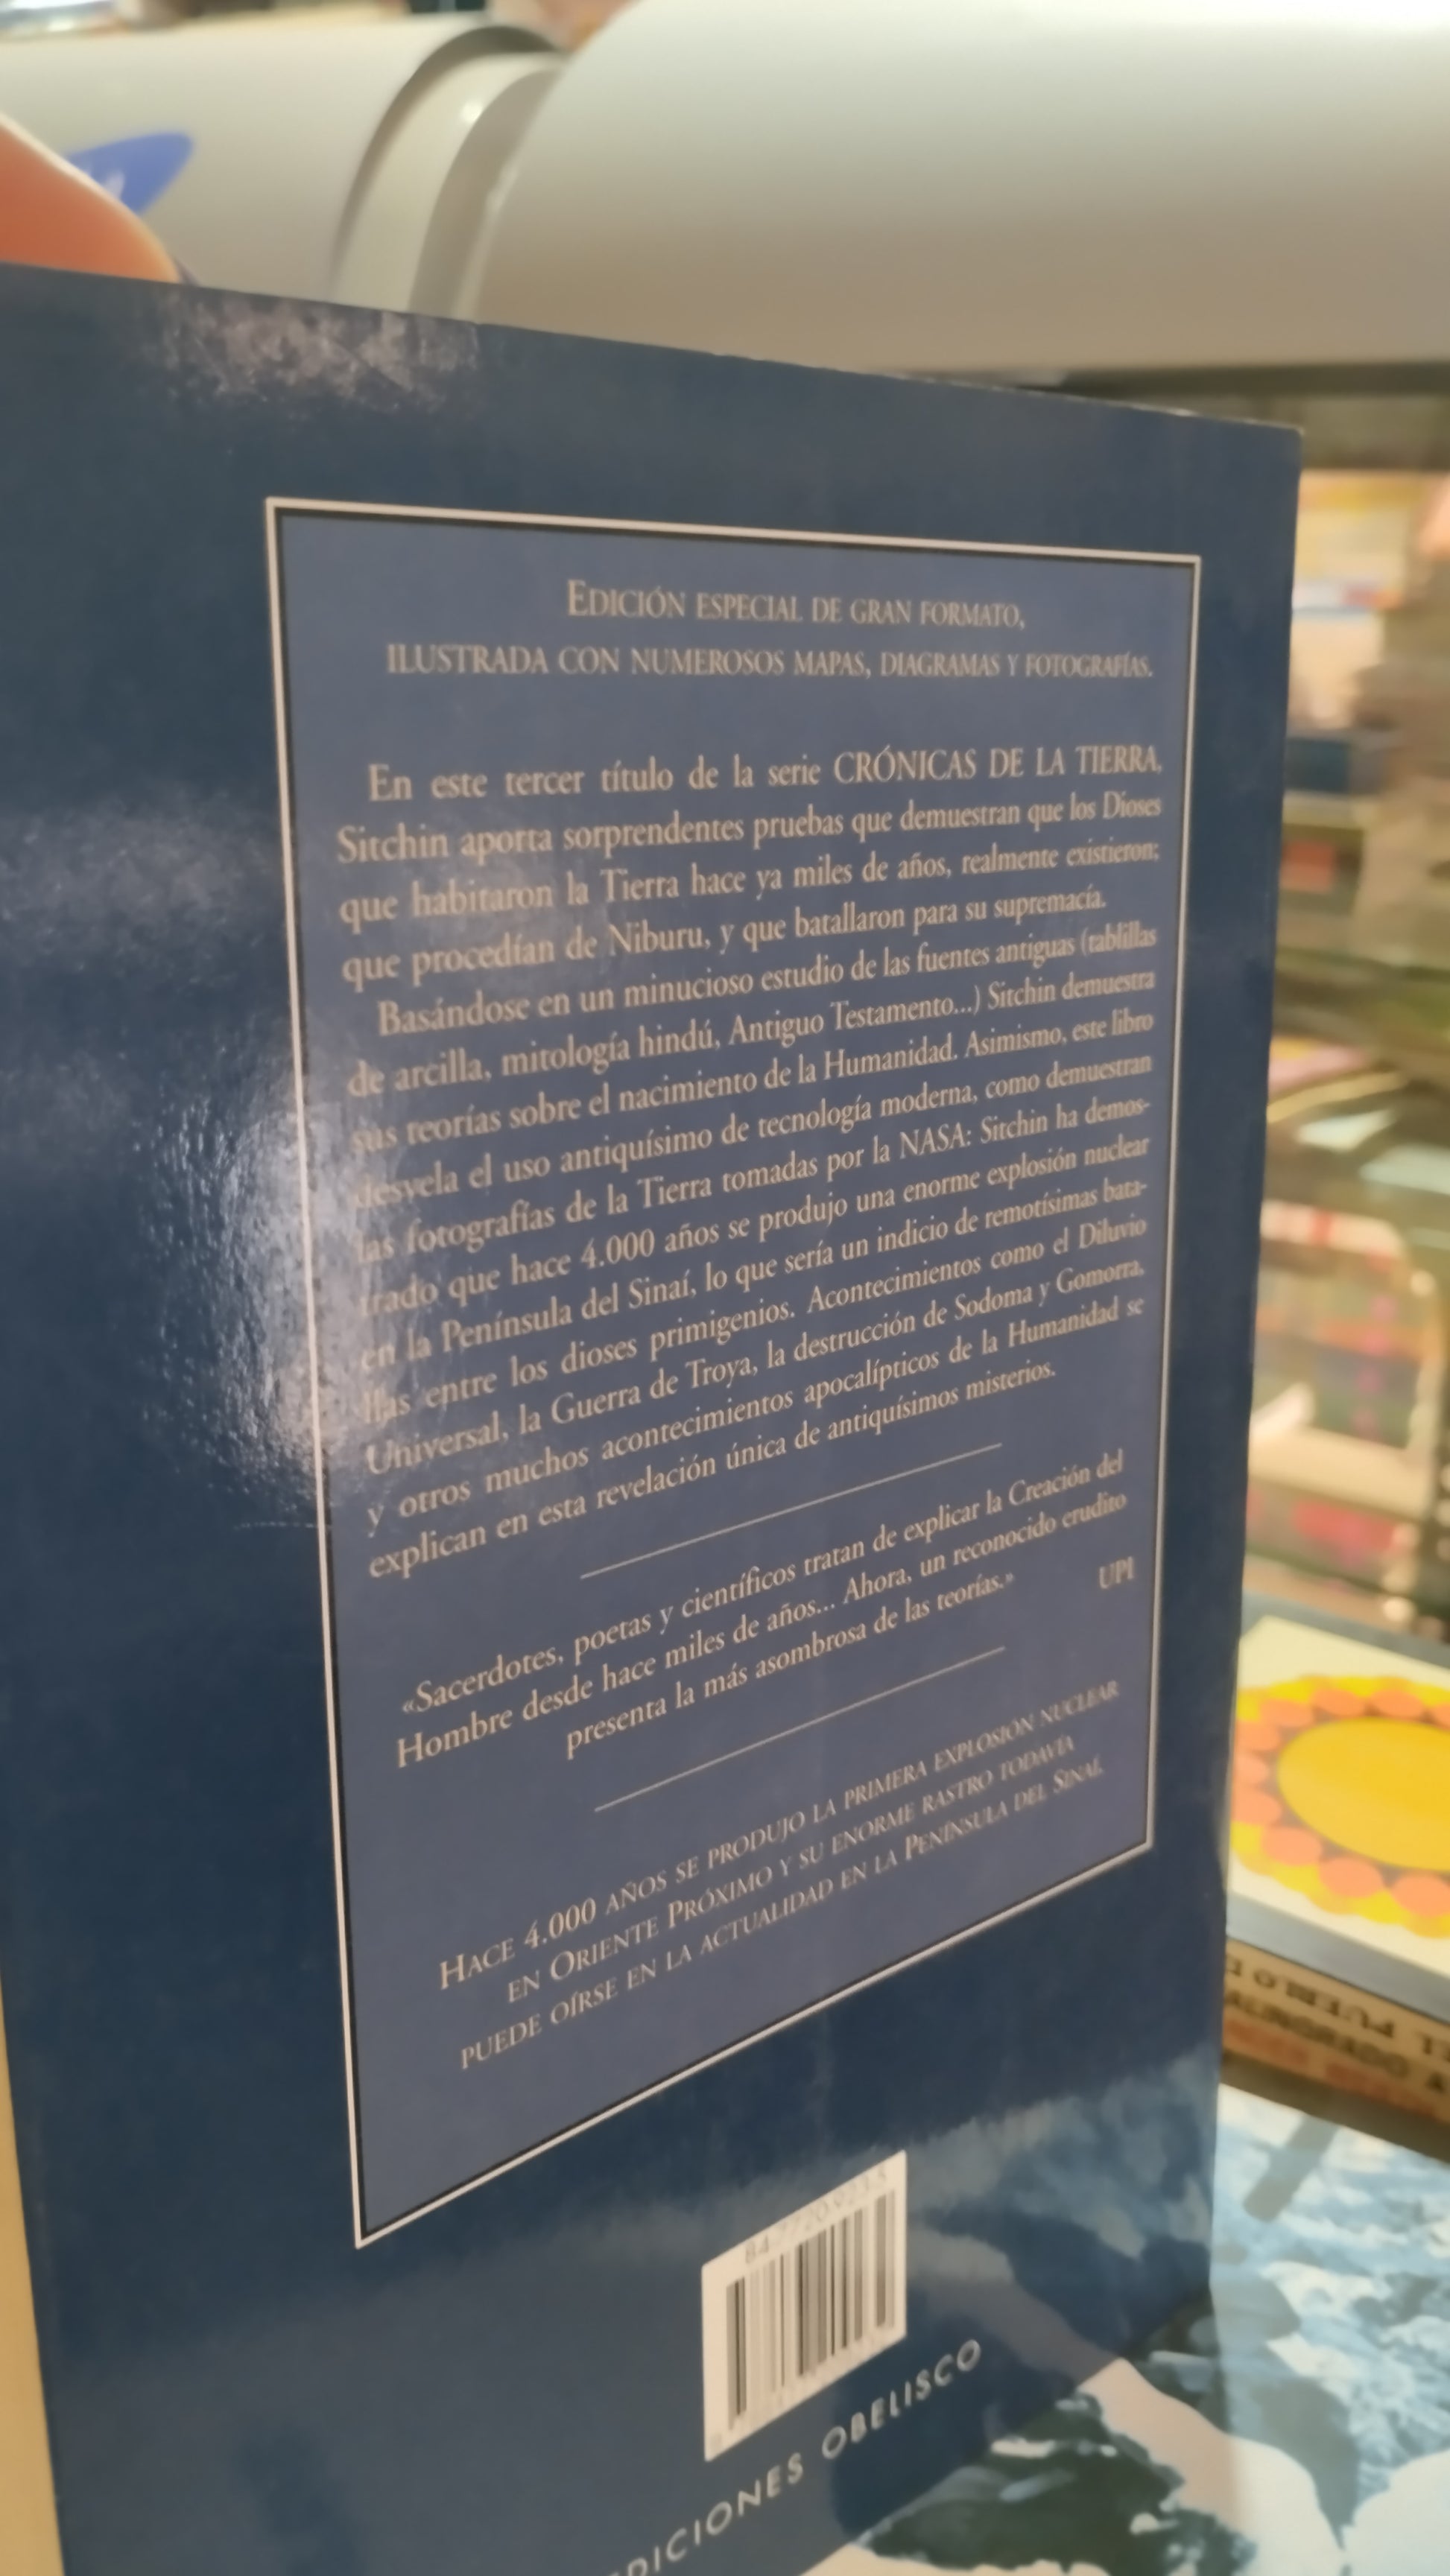 EDICIÓN ESPECIAL DE GRAN FORMATO,
ILUSTRADA CON NUMEROSOS MAPAS, DIAGRAMAS Y FOTOGRAFÍAS.
En este tercer título de la serie CRÓNICAS DE LA TIERRA,
Sitchin aporta sorprendentes pruebas que demuestran que los Dioses
que habitaron la Tierra hace ya miles de años, realmente existieron;
que procedían de Niburu, y que batallaron para su supremacía.
Basándose en un minucioso estudio de las fuentes antiguas (tablillas
de arcilla, mitología hindú, Antiguo Testamento...) Sitchin demuestra
sus teorías sobre el nacimiento de la Humanidad. Asimismo, este libro
desvela el uso antiquísimo de tecnología moderna, como demuestran
las fotografías de la Tierra tomadas por la NASA: Sitchin ha demos-
trado que hace 4.000 años se produjo una enorme explosión nuclear
en la Península del Sinaí, lo que sería un indicio de remotísimas bata-
llas entre los dioses primigenios. Acontecimientos como el Diluvio
Universal, la Guerra de Troya, la destrucción de Sodoma y Gomorra,
y otros muchos acontecimientos apocalípticos de la Humanidad se
explican en esta revelación única de antiquísimos misterios.
«Sacerdotes, poetas y científicos tratan de explicar la Creación del
Hombre desde hace miles de años... Ahora, un reconocido erudito
presenta la más asombrosa de las teorías.»
UPI
HACE 4.000 AÑOS SE PRODUJO LA PRIMERA EXPLOSIÓN NUCLEAR
EN ORIENTE PRÓXIMO Y SU ENORME RASTRO TODAVÍA
PUEDE OÍRSE EN LA ACTUALIDAD EN LA PENÍNSULA DEL SINAÍ.
DICIONES OBELISCO
EL PUEBLO